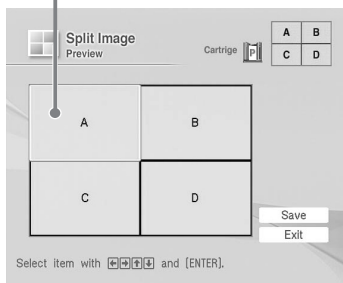 Split Image
Preview
Cartrige P
A B
C D
A B
C D
Save
Exit
Select item with ←→↑↓ and [ENTER].